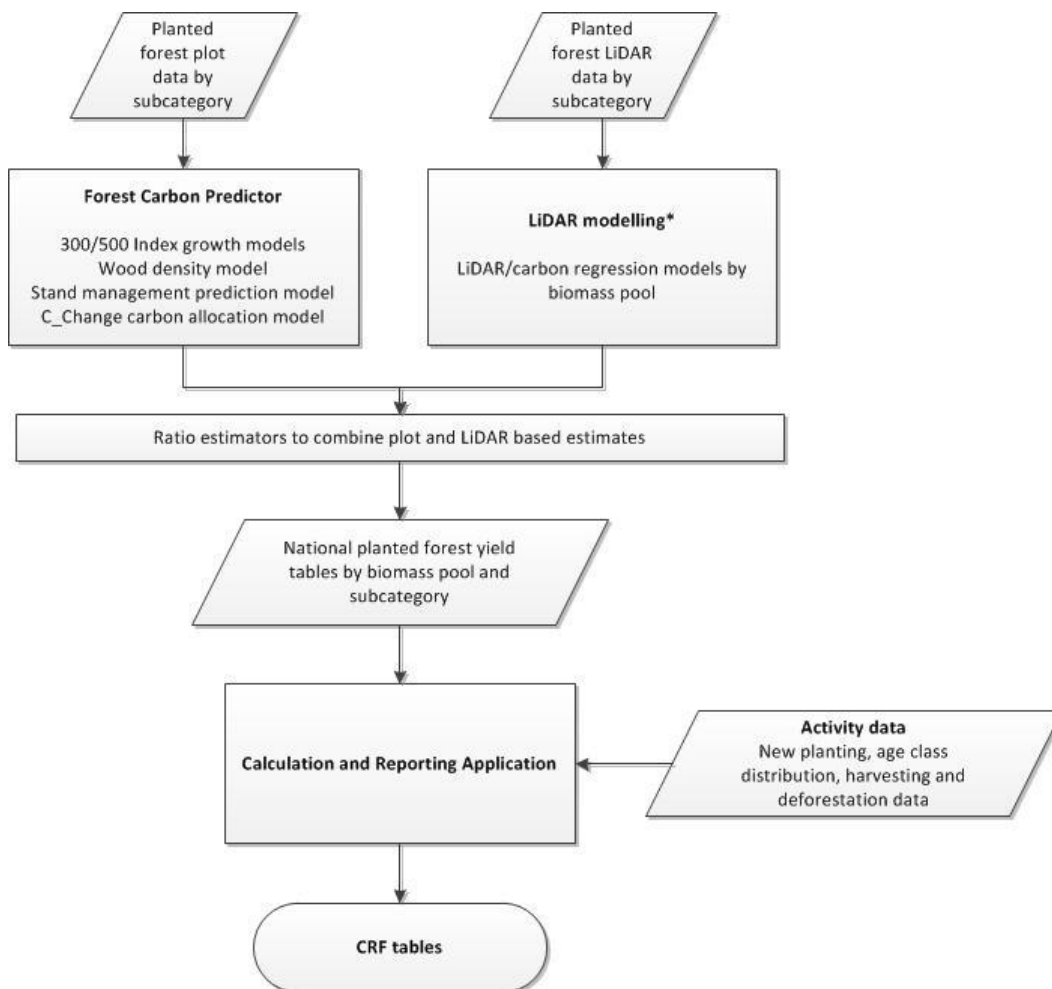 Planted
forest plot
data by
subcategory
Planted
forest LiDAR
data by
subcategory
Forest Carbon Predictor
300/500 Index growth models
Wood density model
Stand management prediction model
C_Change carbon allocation model
LiDAR modelling*
LiDAR/carbon regression models by
biomass pool
Ratio estimators to combine plot and LiDAR based estimates
National planted forest yield
tables by biomass pool and
subcategory
Calculation and Reporting Application
Activity data
New planting, age class
distribution, harvesting and
deforestation data
CRF tables